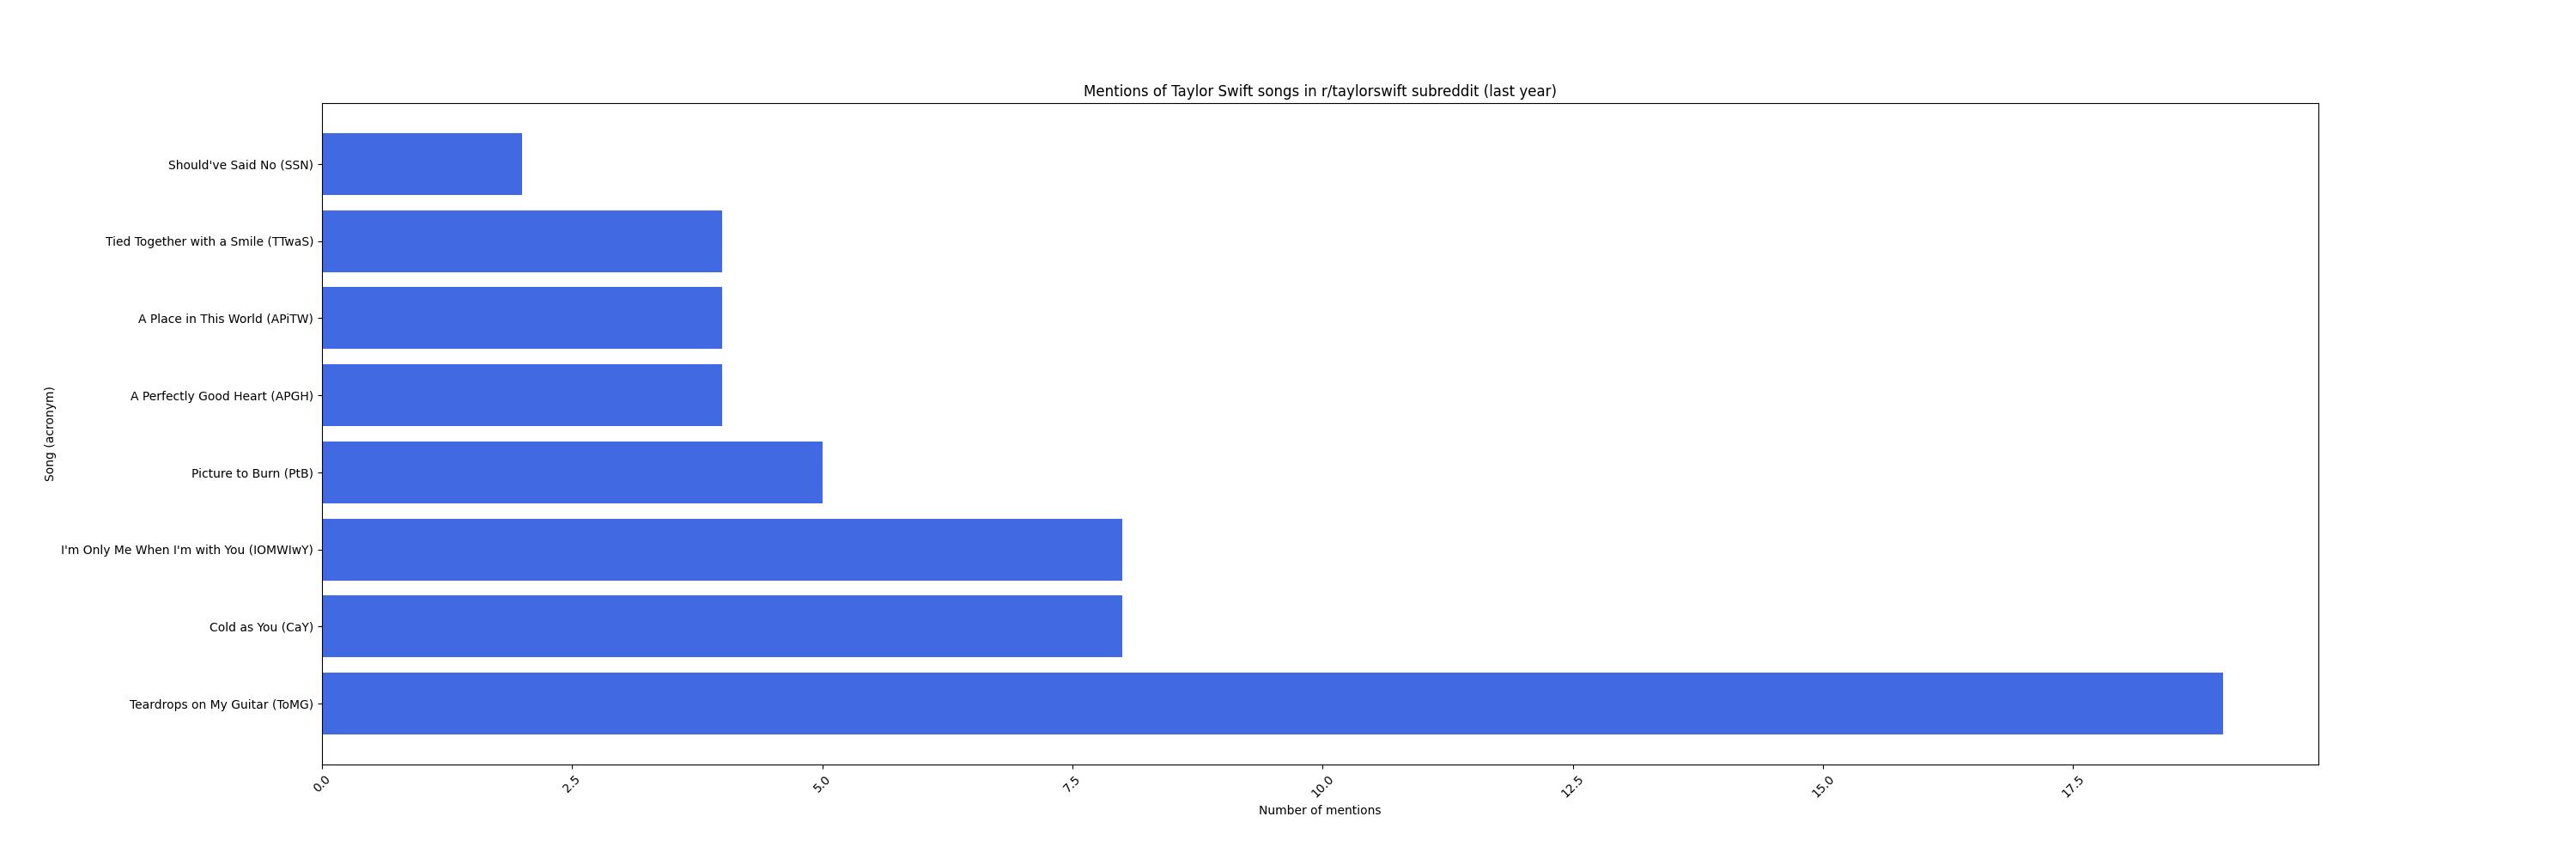 Mentions of Taylor Swift songs in r/taylorswift subreddit (last year)
Song (acronym)
Should've Said No (SSN)
Tied Together with a Smile (TTwaS)
A Place in This World (APiTW)
A Perfectly Good Heart (APGH)
Picture to Burn (PtB)
I'm Only Me When I'm with You (IOMWIwY)
Cold as You (CaY)
Teardrops on My Guitar (ToMG)
0.0 2.5 5.0 7.5 10.0 12.5 15.0 17.5
Number of mentions